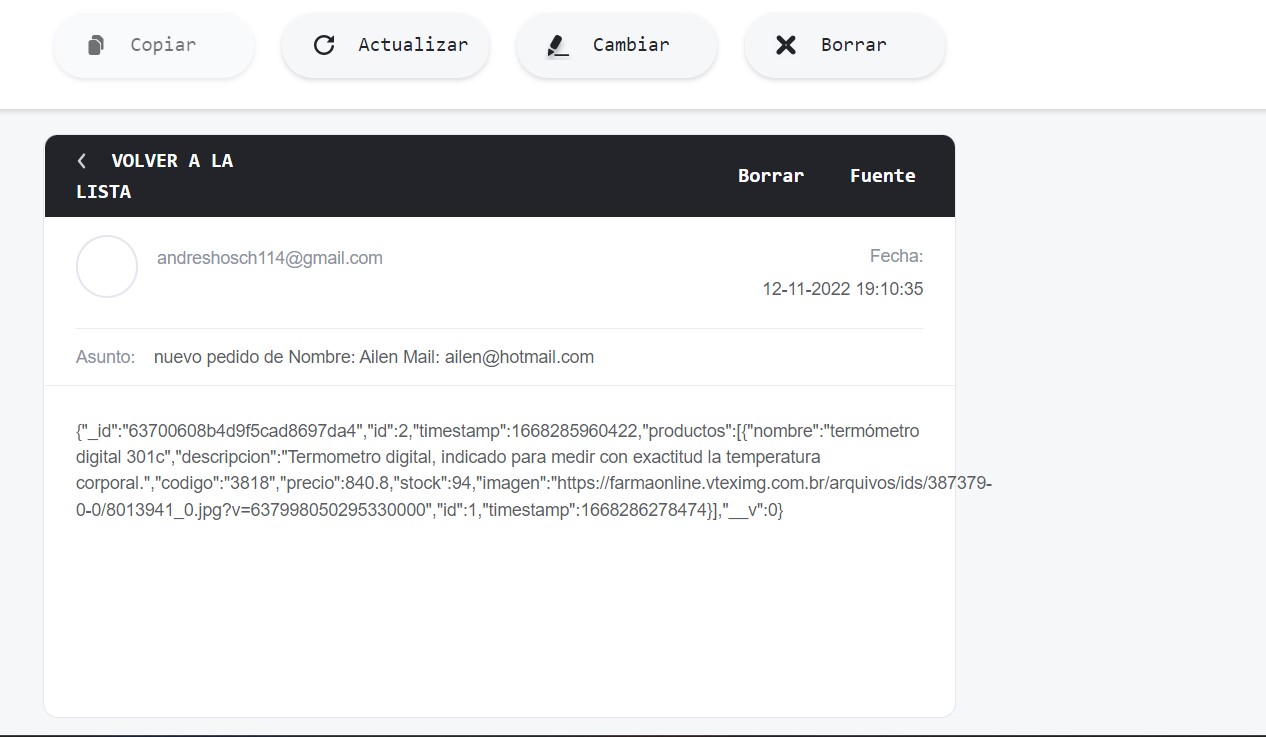 Copiar Actualizar Cambiar Borrar
VOLVER A LA
LISTA
Borrar Fuente
andreshosch114@gmail.com
Fecha:
12-11-2022 19:10:35
Asunto: nuevo pedido de Nombre: Ailen Mail: ailen@hotmail.com
{"_id":"63700608b4d9f5cad8697da4","id":2,"timestamp":1668285960422,"productos":[{"nombre":"termómetro
digital 301c","descripcion":"Termometro digital, indicado para medir con exactitud la temperatura
corporal.","codigo":"3818","precio":840.8,"stock":94,"imagen":"https://farmaonline.vteximg.com.br/arquivos/ids/387379-
0-0/8013941_0.jpg?v=637998050295330000","id":1,"timestamp":1668286278474}],"__v":0}